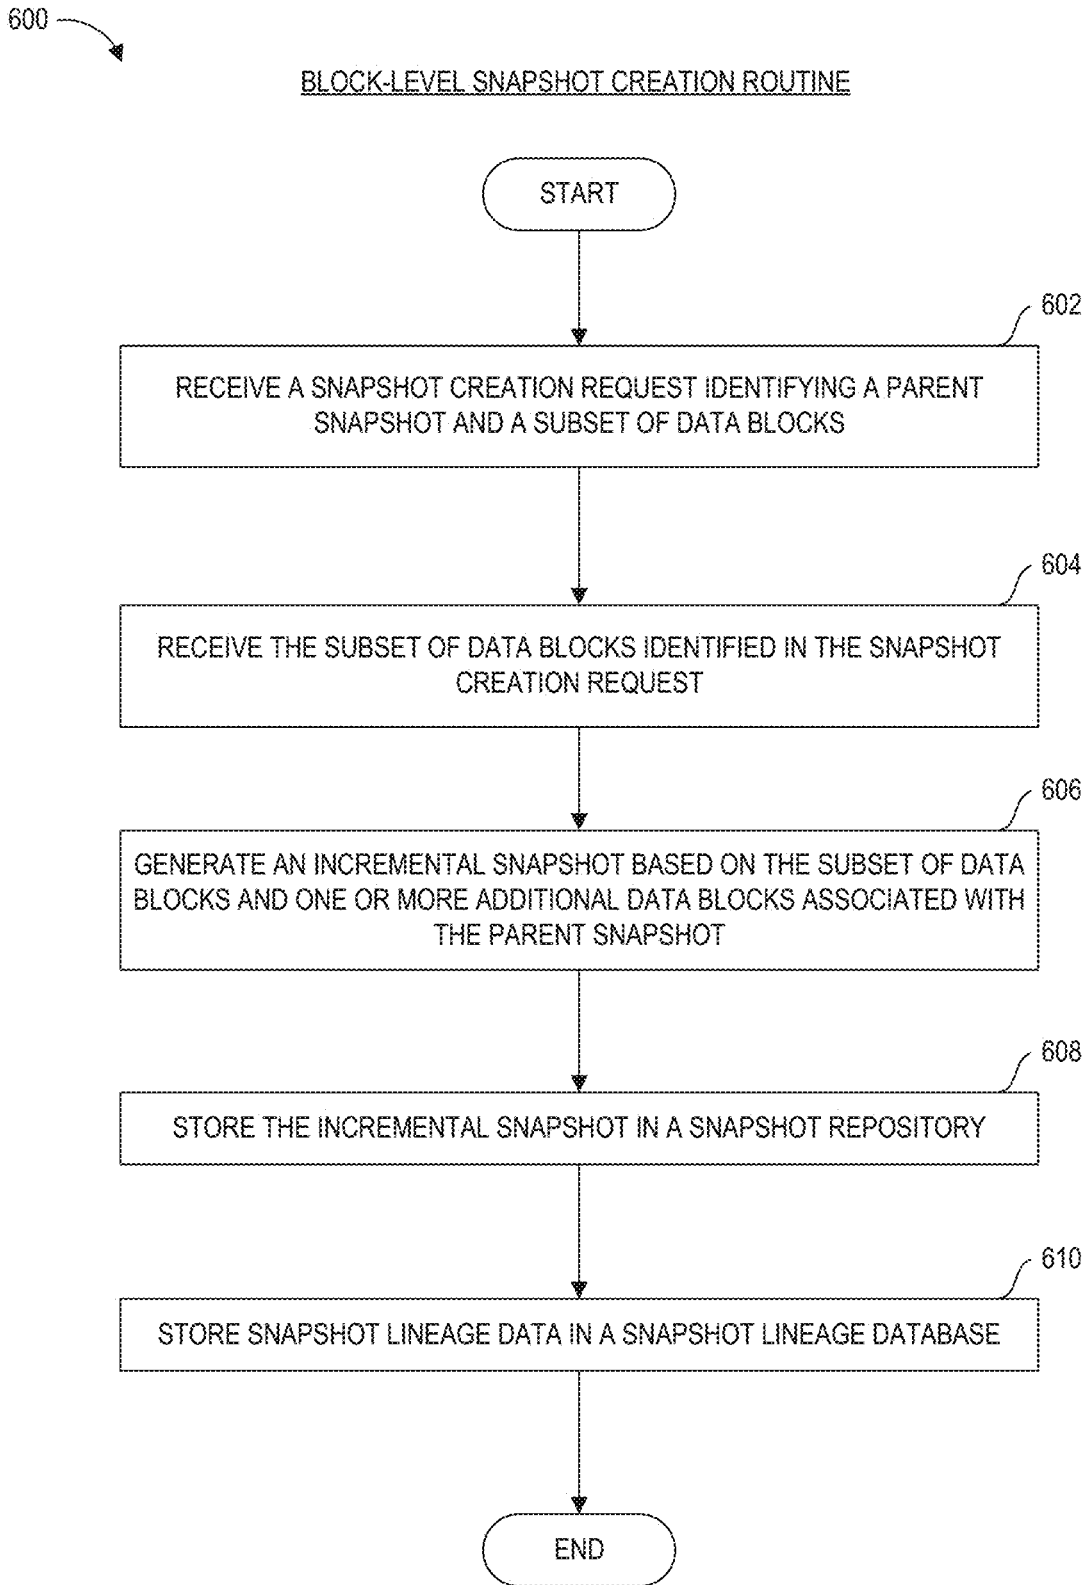 600
BLOCK-LEVEL SNAPSHOT CREATION ROUTINE
START
602
RECEIVE A SNAPSHOT CREATION REQUEST IDENTIFYING A PARENT
SNAPSHOT AND A SUBSET OF DATA BLOCKS
604
RECEIVE THE SUBSET OF DATA BLOCKS IDENTIFIED IN THE SNAPSHOT
CREATION REQUEST
606
GENERATE AN INCREMENTAL SNAPSHOT BASED ON THE SUBSET OF DATA
BLOCKS AND ONE OR MORE ADDITIONAL DATA BLOCKS ASSOCIATED WITH
THE PARENT SNAPSHOT
608
STORE THE INCREMENTAL SNAPSHOT IN A SNAPSHOT REPOSITORY
610
STORE SNAPSHOT LINEAGE DATA IN A SNAPSHOT LINEAGE DATABASE
END